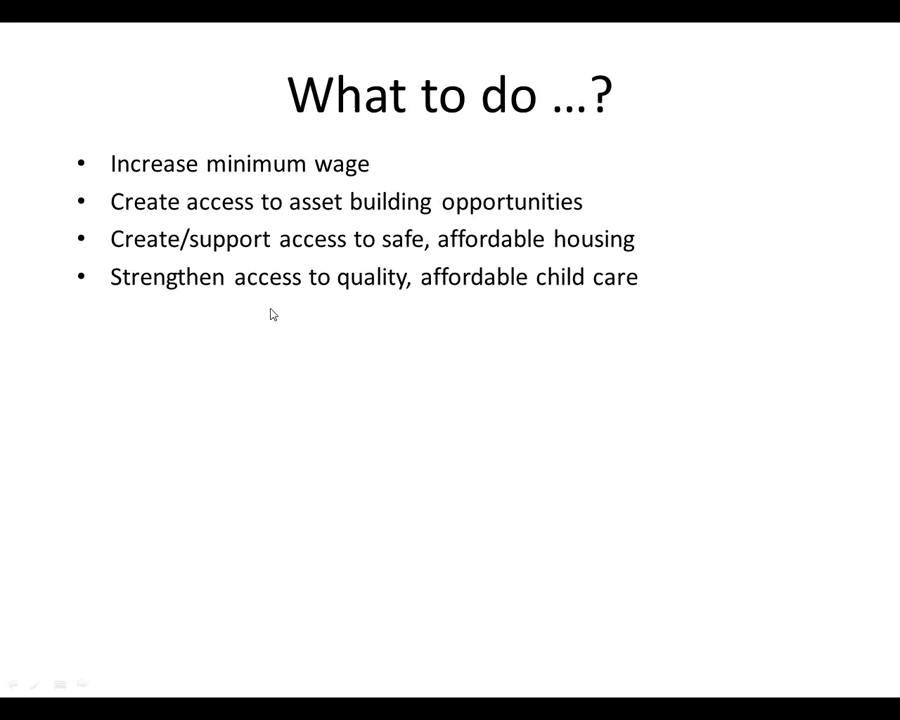 What to do ...?
• Increase minimum wage
• Create access to asset building opportunities
• Create/support access to safe, affordable housing
• Strengthen access to quality, affordable child care